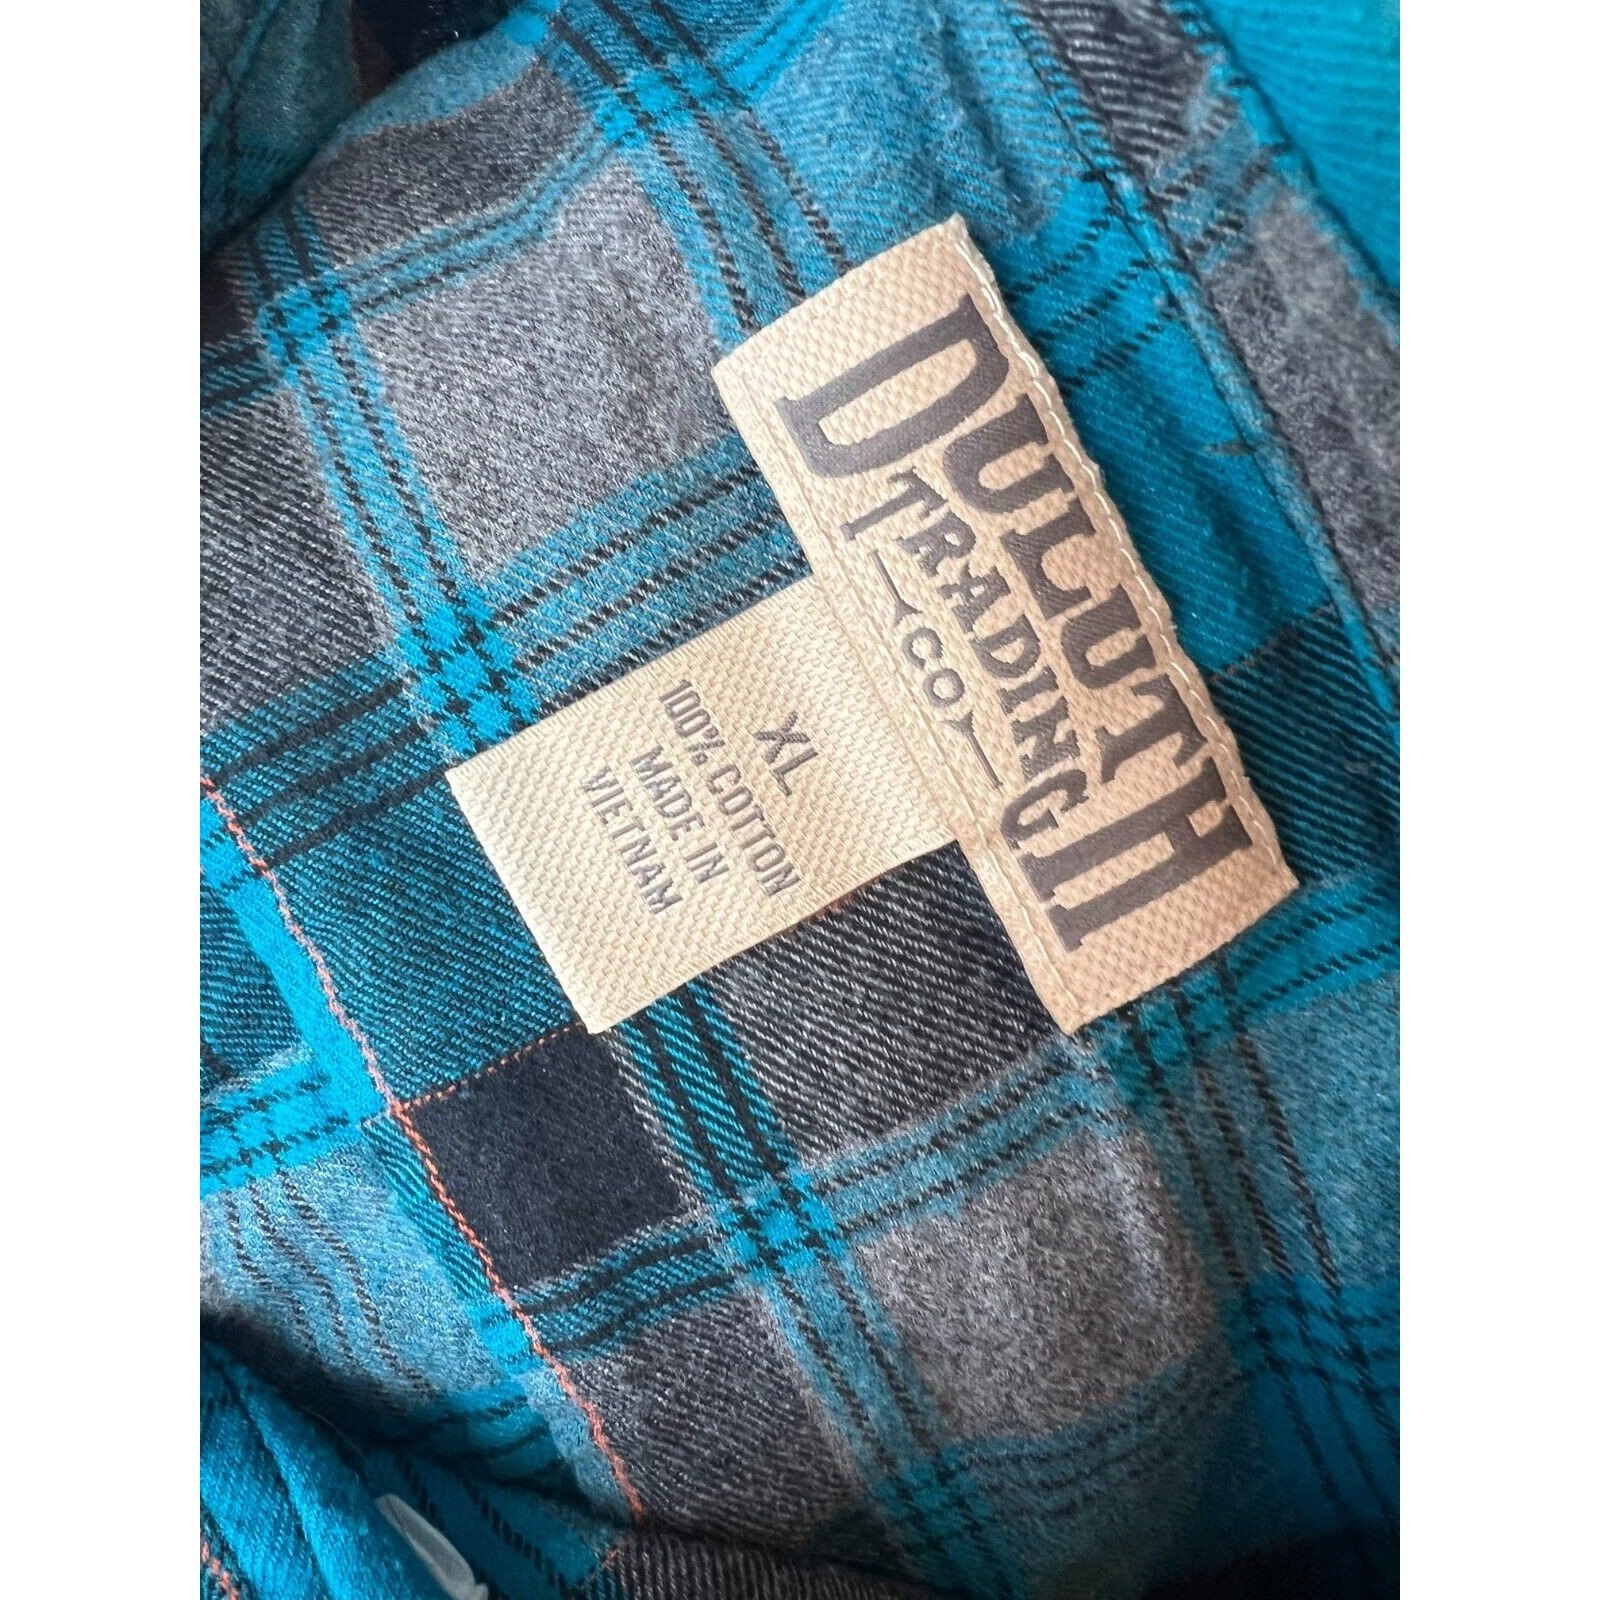 DULUTH
TRADING
CO
XL
100% COTTON
MADE IN
VIETNAM